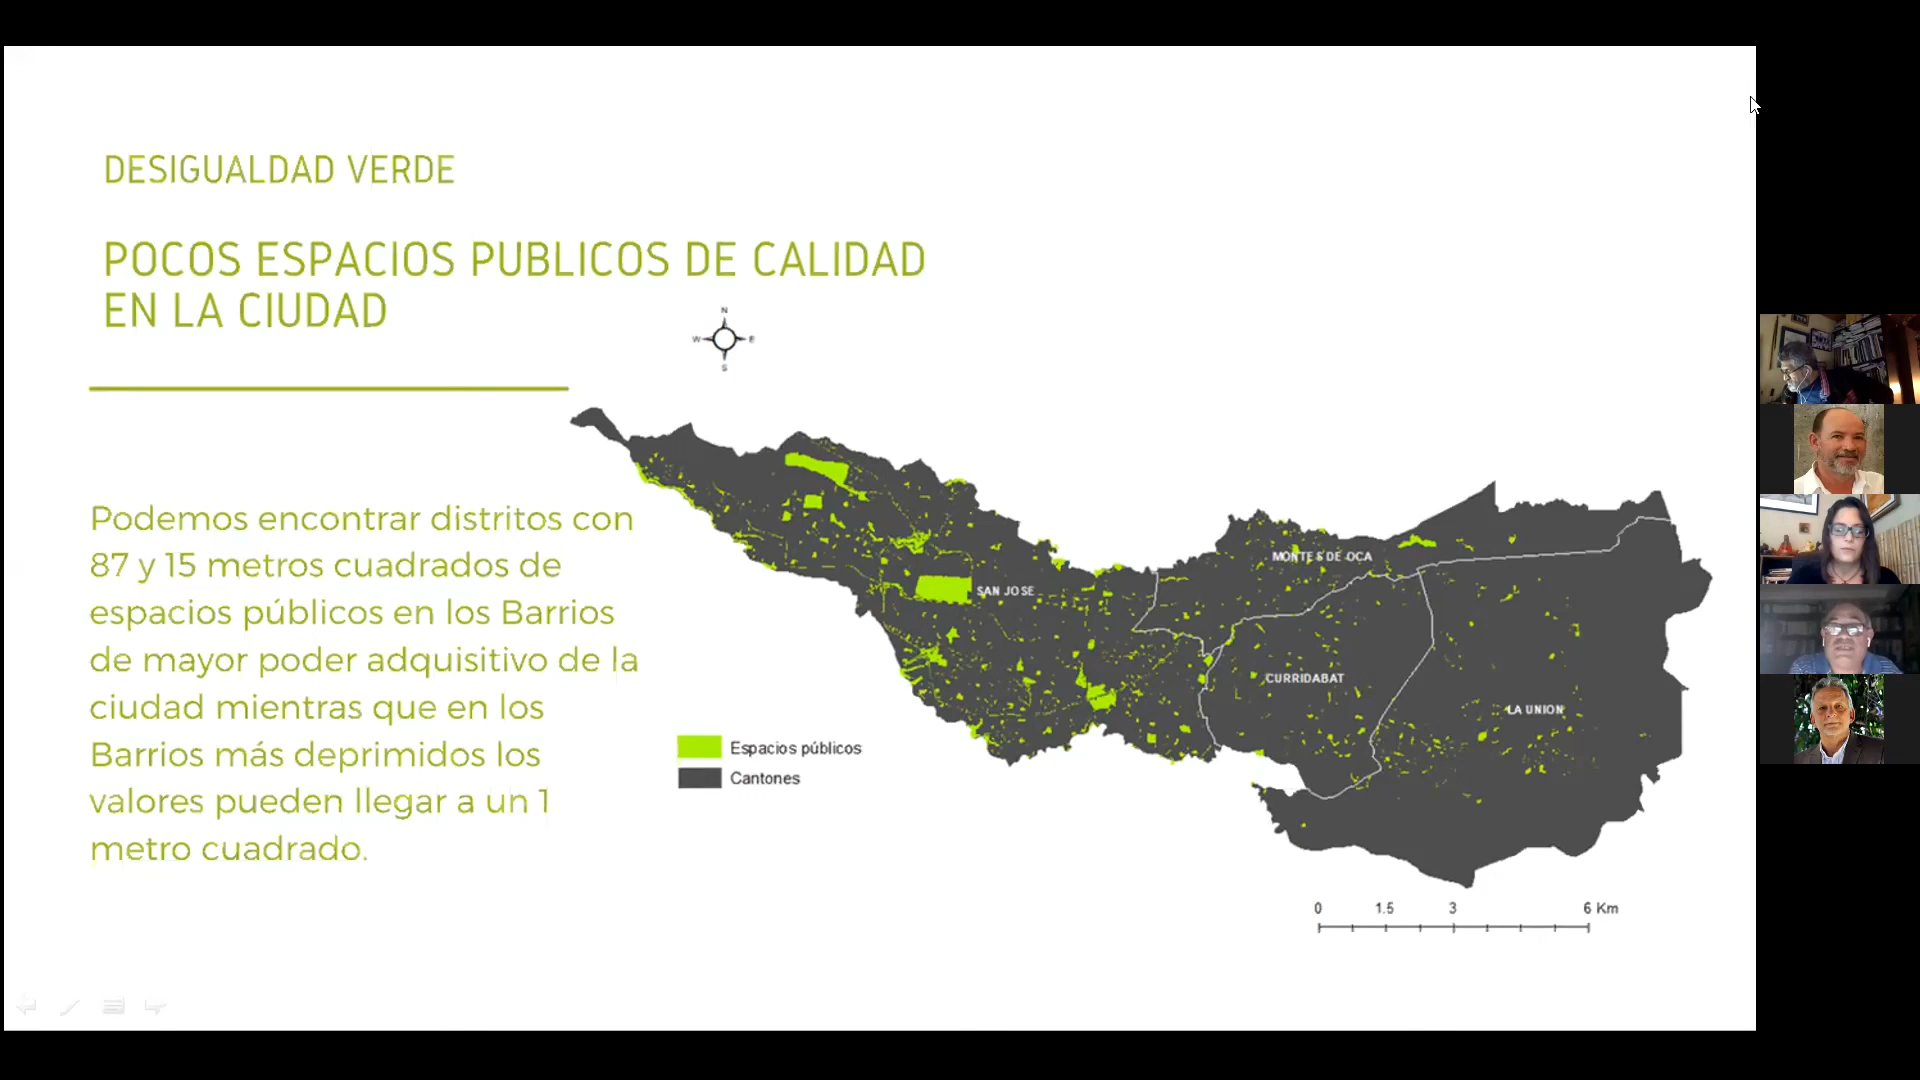 DESIGUALDAD VERDE
POCOS ESPACIOS PUBLICOS DE CALIDAD
EN LA CIUDAD
N
W E
S
Podemos encontrar distritos con
87 y 15 metros cuadrados de
espacios públicos en los Barrios
de mayor poder adquisitivo de la
ciudad mientras que en los
Barrios más deprimidos los
valores pueden llegar a un 1
metro cuadrado.
MONTES DE OCA
SAN JOSE
CURRIDABAT
LA UNION
Espacios públicos
Cantones
0 1.5 3 6 Km